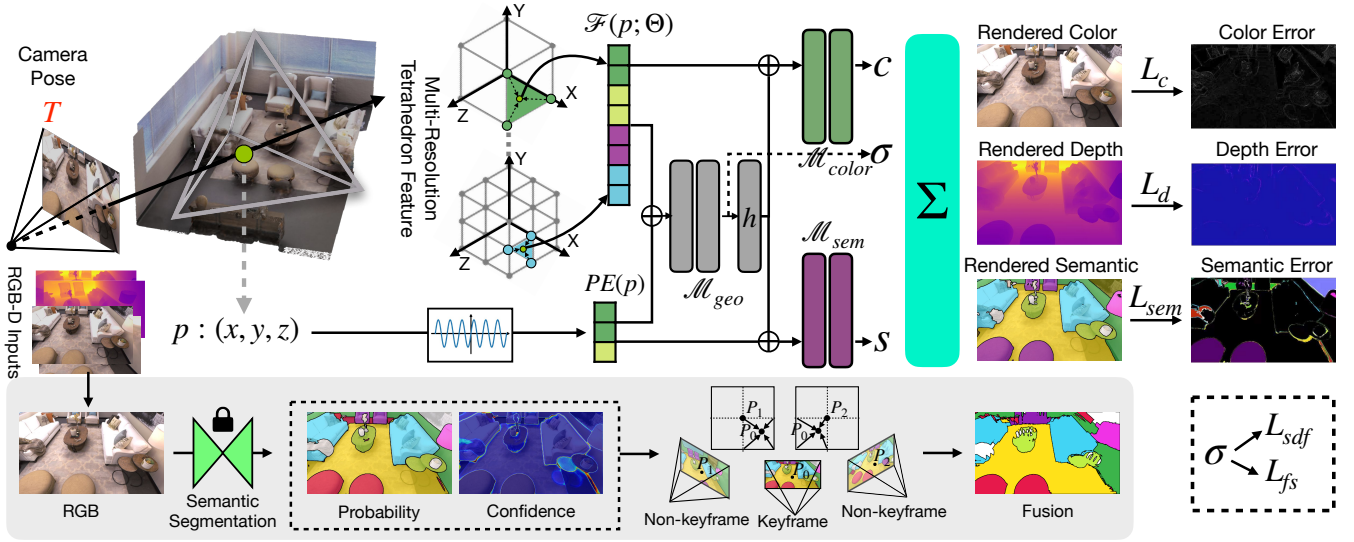 Camera
Pose
T
RGB-D Inputs
Multi-Resolution
Tetrahedron Feature
Y
X
Z
Y
X
Z
ℱ(p; Θ)
PE(p)
p : (x, y, z)
ℳgeo
h
ℳcolor
ℳsem
c
σ
s
Σ
Rendered Color
Lc
Color Error
Rendered Depth
Ld
Depth Error
Rendered Semantic
Lsem
Semantic Error
RGB
Semantic
Segmentation
Probability
Confidence
P1
P0
P2
P0
P1
P0
P2
Non-keyframe
Keyframe
Non-keyframe
Fusion
σ
Lsdf
Lfs